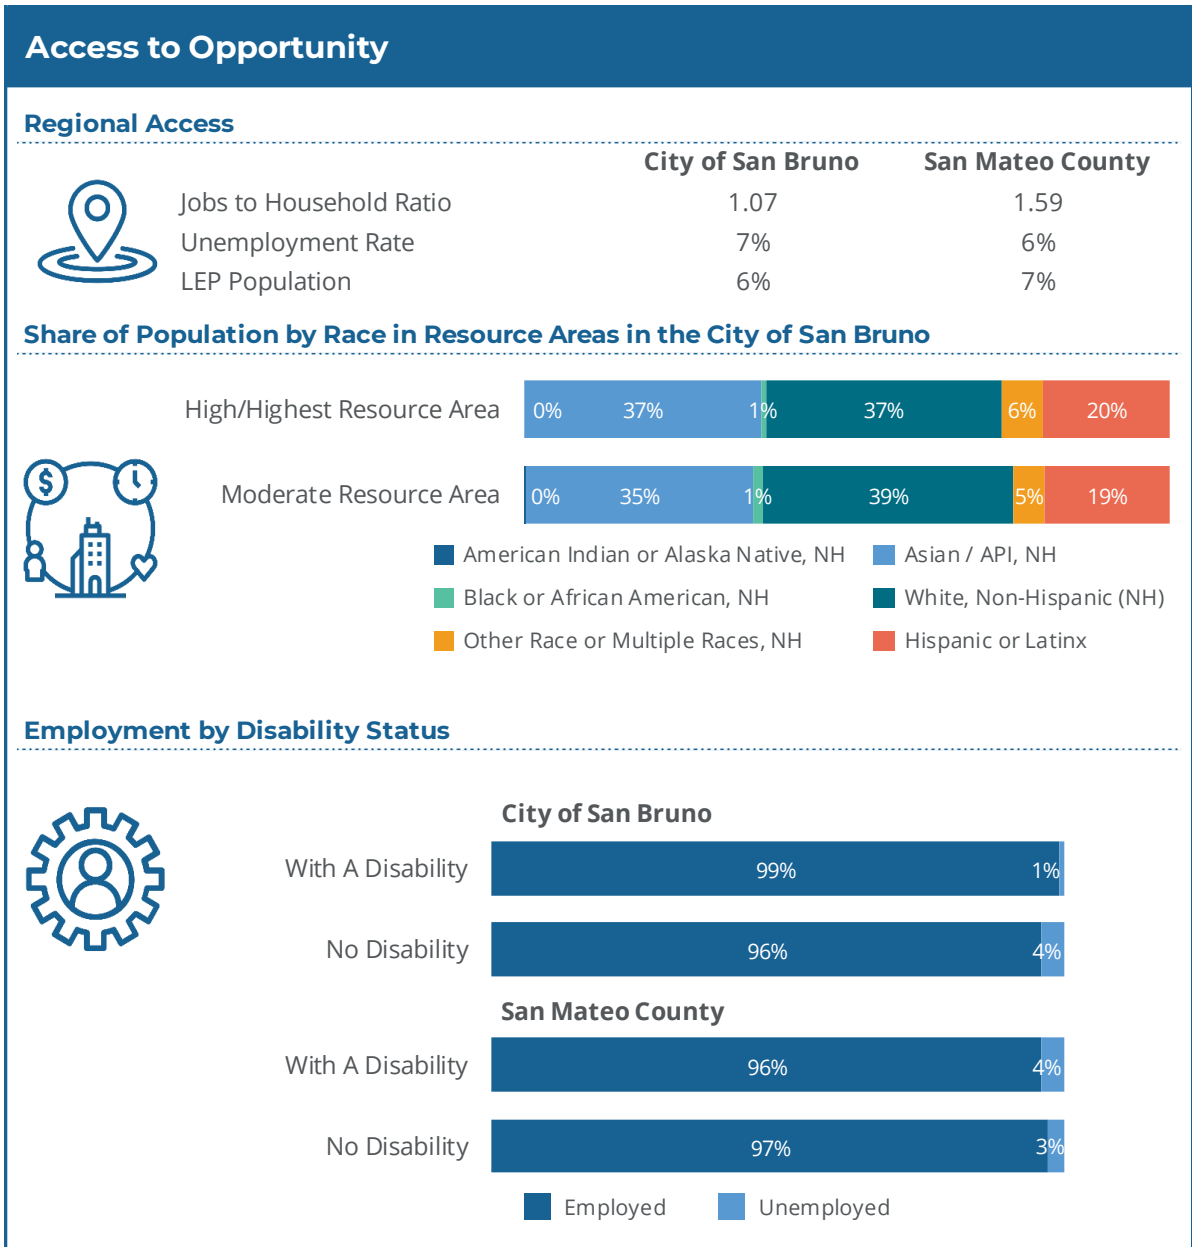 Access to Opportunity
Regional Access
City of San Bruno San Mateo County
Jobs to Household Ratio 1.07 1.59
Unemployment Rate 7% 6%
LEP Population 6% 7%
Share of Population by Race in Resource Areas in the City of San Bruno
High/Highest Resource Area 0% 37% 1% 37% 6% 20%
Moderate Resource Area 0% 35% 1% 39% 5% 19%
American Indian or Alaska Native, NH Asian / API, NH
Black or African American, NH White, Non-Hispanic (NH)
Other Race or Multiple Races, NH Hispanic or Latinx
Employment by Disability Status
City of San Bruno
With A Disability 99% 1%
No Disability 96% 4%
San Mateo County
With A Disability 96% 4%
No Disability 97% 3%
Employed Unemployed